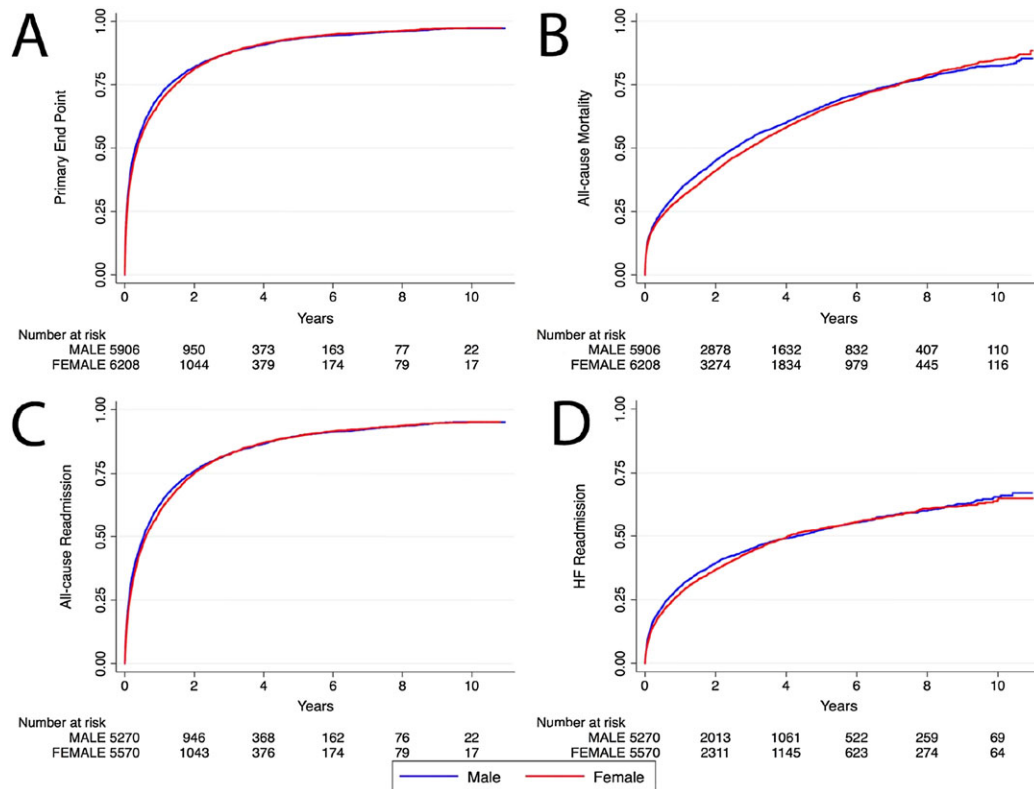 A
Primary End Point
1.00
0.75
0.50
0.25
0.00
0 2 4 6 8 10
Years
Number at risk
MALE 5906 950 373 163 77 22
FEMALE 6208 1044 379 174 79 17
B
All-cause Mortality
1.00
0.75
0.50
0.25
0.00
0 2 4 6 8 10
Years
Number at risk
MALE 5906 2878 1632 832 407 110
FEMALE 6208 3274 1834 979 445 116
C
All-cause Readmission
1.00
0.75
0.50
0.25
0.00
0 2 4 6 8 10
Years
Number at risk
MALE 5270 946 368 162 76 22
FEMALE 5570 1043 376 174 79 17
D
HF Readmission
1.00
0.75
0.50
0.25
0.00
0 2 4 6 8 10
Years
Number at risk
MALE 5270 2013 1061 522 259 69
FEMALE 5570 2311 1145 623 274 64
Male Female